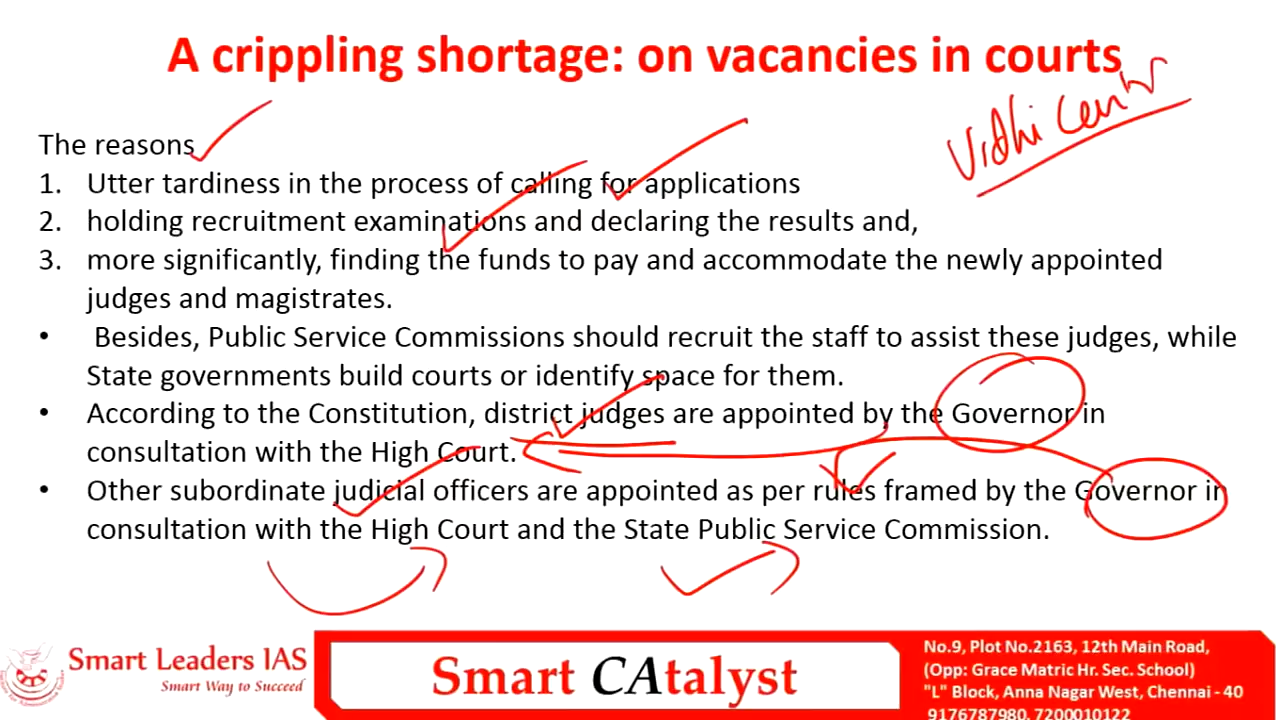 A crippling shortage: on vacancies in courts
Vidhi Centr
The reasons
1. Utter tardiness in the process of calling for applications
2. holding recruitment examinations and declaring the results and,
3. more significantly, finding the funds to pay and accommodate the newly appointed
judges and magistrates.
• Besides, Public Service Commissions should recruit the staff to assist these judges, while
State governments build courts or identify space for them.
• According to the Constitution, district judges are appointed by the Governor in
consultation with the High Court.
• Other subordinate judicial officers are appointed as per rules framed by the Governor in
consultation with the High Court and the State Public Service Commission.
Smart Leaders IAS
Smart Way to Succeed
Smart CAtalyst
No.9, Plot No.2163, 12th Main Road,
(Opp: Grace Matric Hr. Sec. School)
"L" Block, Anna Nagar West, Chennai - 40
9176787980, 7200010122